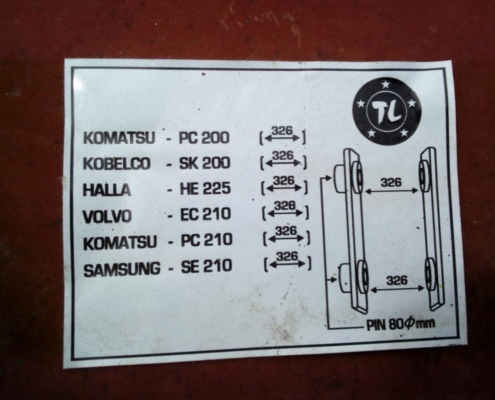 TL
KOMATSU - PC 200 [326]
KOBELCO - SK 200 [326]
HALLA - HE 225 [326]
VOLVO - EC 210 [326]
KOMATSU - PC 210 [326]
SAMSUNG - SE 210 [326]
326
326
PIN 80Φmm